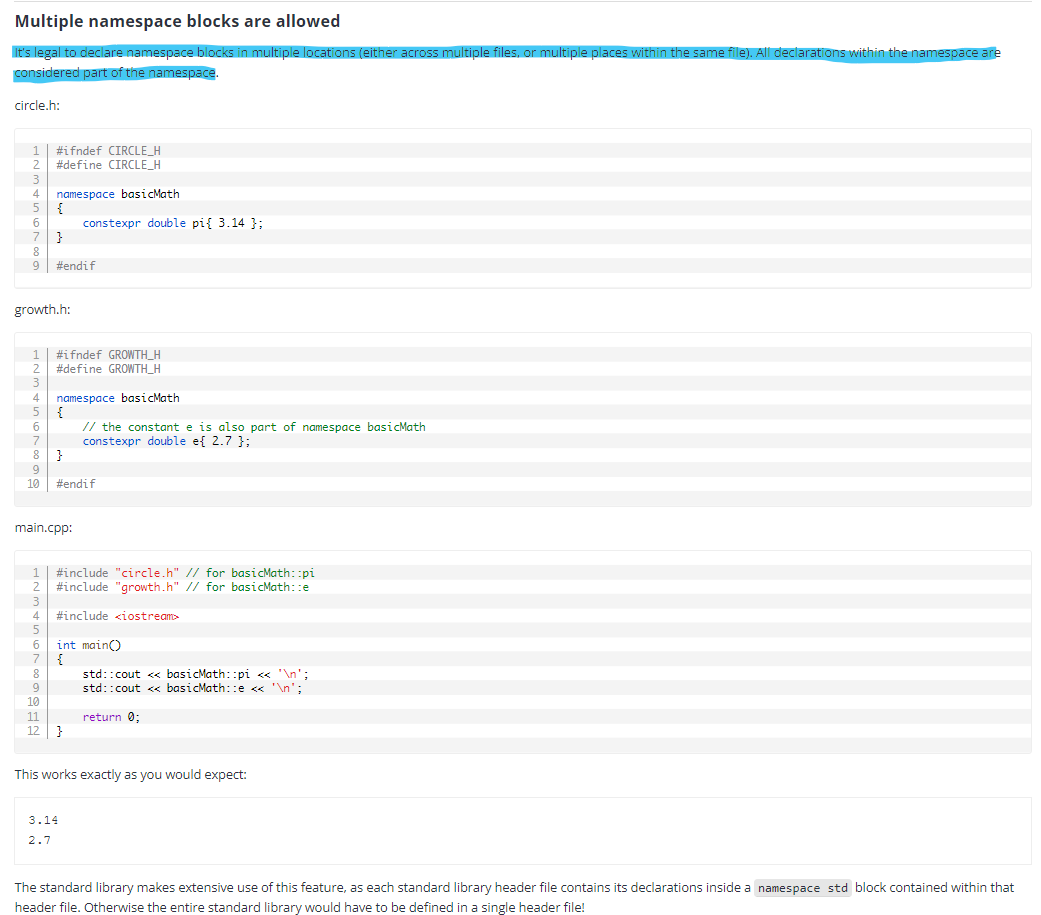 Multiple namespace blocks are allowed
It's legal to declare namespace blocks in multiple locations (either across multiple files, or multiple places within the same file). All declarations within the namespace are
considered part of the namespace.
circle.h:
1 #ifndef CIRCLE_H
2 #define CIRCLE_H
3
4 namespace basicMath
5 {
6     constexpr double pi{ 3.14 };
7 }
8
9 #endif
growth.h:
1 #ifndef GROWTH_H
2 #define GROWTH_H
3
4 namespace basicMath
5 {
6     // the constant e is also part of namespace basicMath
7     constexpr double e{ 2.7 };
8 }
9
10 #endif
main.cpp:
1 #include "circle.h" // for basicMath::pi
2 #include "growth.h" // for basicMath::e
3
4 #include <iostream>
5
6 int main()
7 {
8     std::cout << basicMath::pi << '\n';
9     std::cout << basicMath::e << '\n';
10
11     return 0;
12 }
This works exactly as you would expect:
3.14
2.7
The standard library makes extensive use of this feature, as each standard library header file contains its declarations inside a namespace std block contained within that
header file. Otherwise the entire standard library would have to be defined in a single header file!